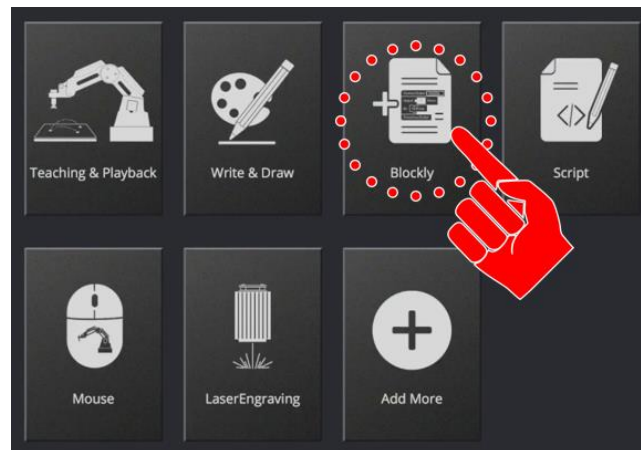 Teaching & Playback
Write & Draw
Blockly
Script
Mouse
LaserEngraving
Add More